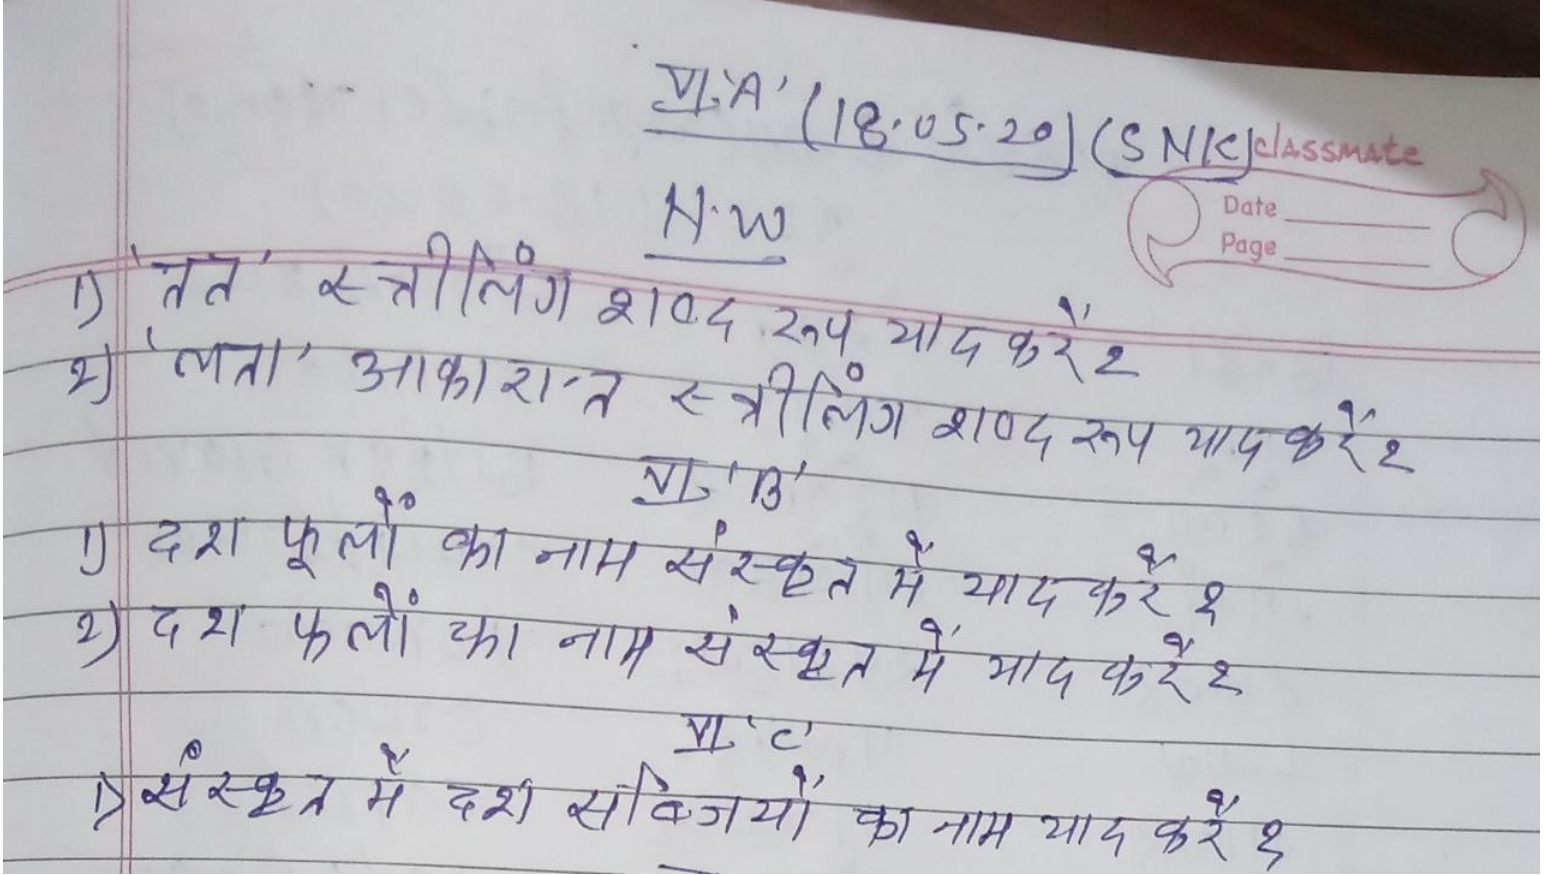 VI. 'A' (18.05.20) (SNK)
classmate
Date
Page
H.W
1) 'तत' स्त्रीलिंग शब्द रूप याद करें ?
2) 'लता' आकारान्त स्त्रीलिंग शब्द रूप याद करें ?
VI. 'B'
1) दश फूलों का नाम संस्कृत में याद करें ?
2) दश फलों का नाम संस्कृत में याद करें ?
VI. 'C'
1) संस्कृत में दश सब्जियों का नाम याद करें ?